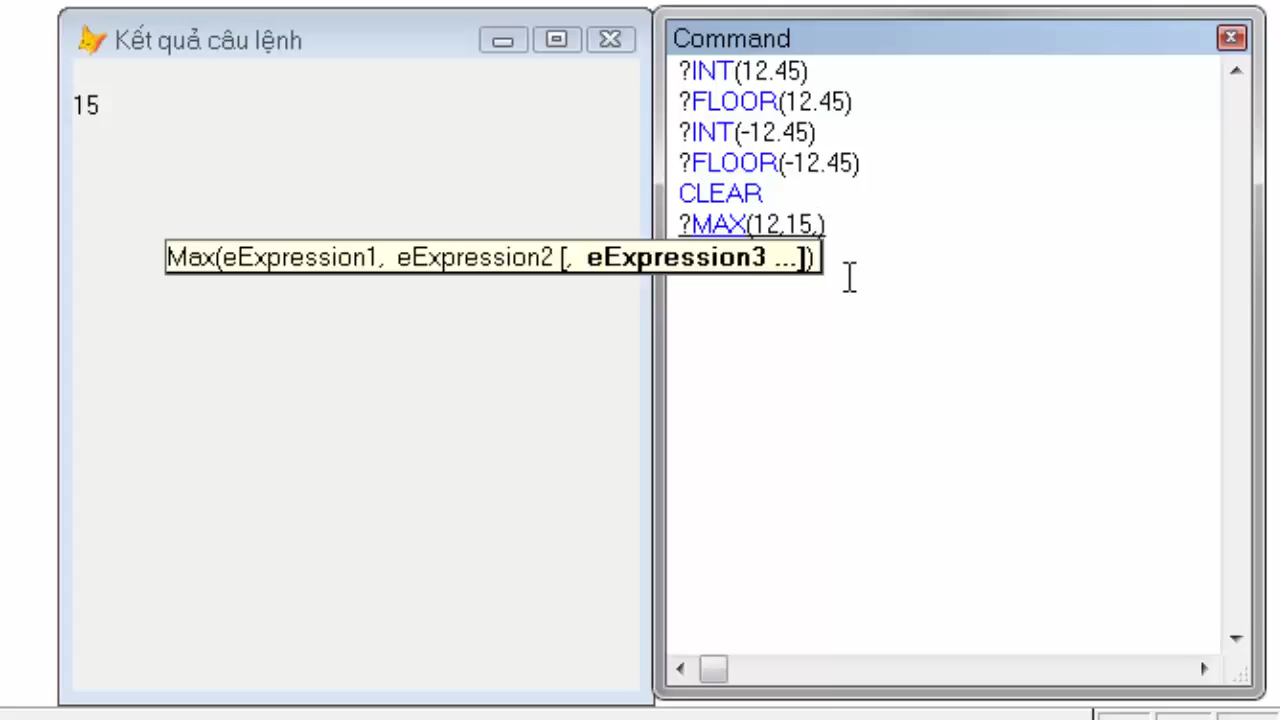 Kết quả câu lệnh
15
Command
?INT(12.45)
?FLOOR(12.45)
?INT(-12.45)
?FLOOR(-12.45)
CLEAR
?MAX(12,15,)
Max(eExpression1, eExpression2 [, eExpression3 ...])